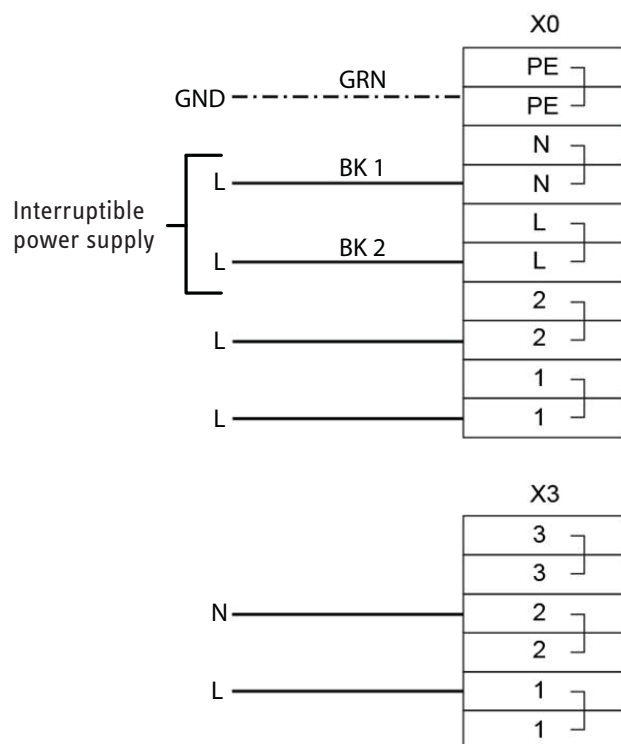 X0
PE
GND GRN
PE
N
L BK 1 N
Interruptible
power supply
L
L BK 2 L
2
L 2
1
L 1
X3
3
3
N 2
2
L 1
1